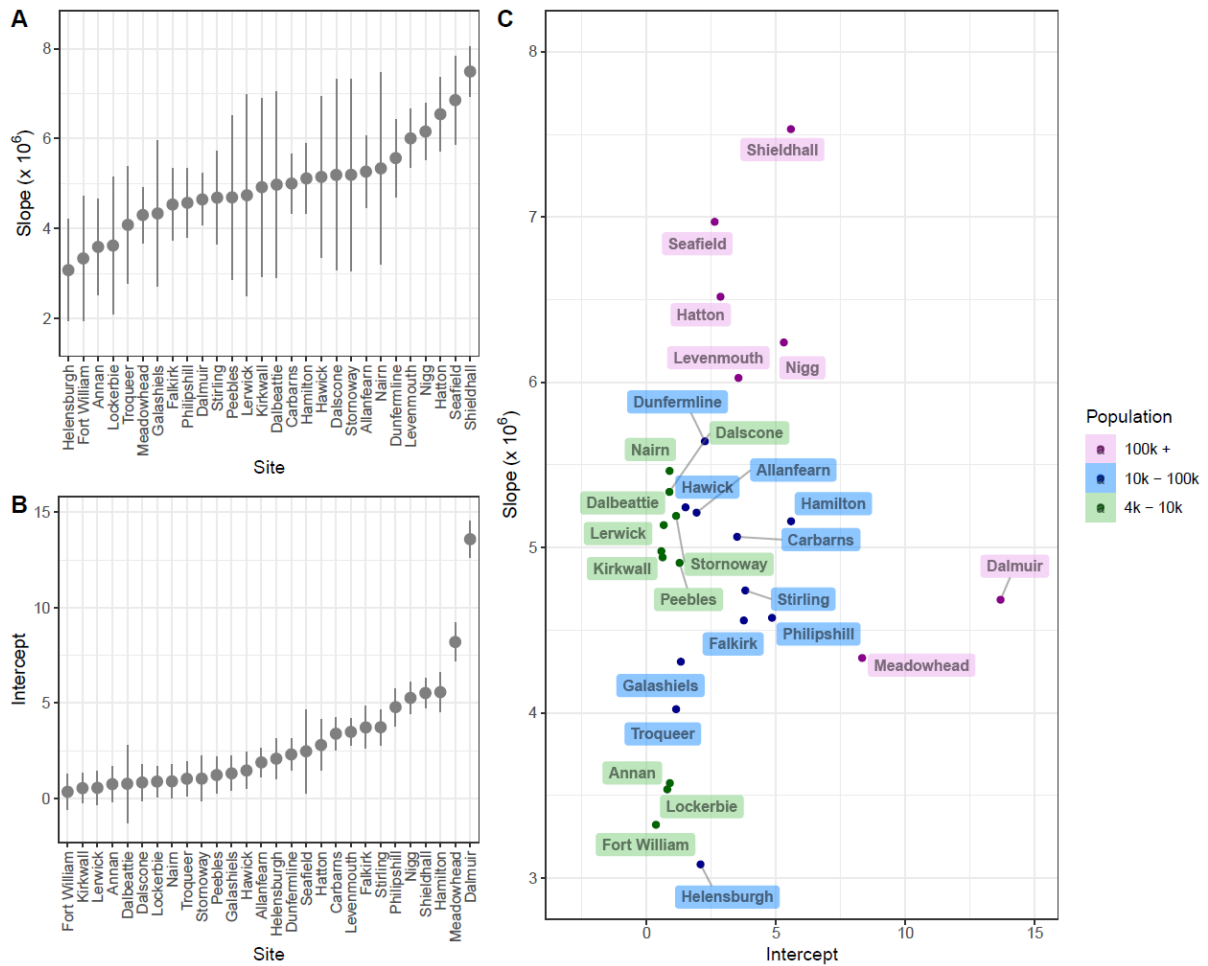 A
8
6
4
2
Slope (x 10⁶)
Helensburgh
Fort William
Annan
Lockerbie
Troqueer
Meadowhead
Galashiels
Falkirk
Philipshill
Dalmuir
Stirling
Peebles
Lerwick
Kirkwall
Dalbeattie
Carbarns
Hamilton
Hawick
Dalscone
Stornoway
Allanfearn
Nairn
Dunfermline
Levenmouth
Nigg
Hatton
Seafield
Shieldhall
Site
B
15
10
5
0
Intercept
Fort William
Kirkwall
Lerwick
Annan
Dalbeattie
Dalscone
Lockerbie
Nairn
Troqueer
Stornoway
Peebles
Galashiels
Hawick
Allanfearn
Helensburgh
Dunfermline
Seafield
Hatton
Carbarns
Levenmouth
Falkirk
Stirling
Philipshill
Nigg
Shieldhall
Hamilton
Meadowhead
Dalmuir
Site
C
8
7
6
5
4
3
Slope (x 10⁶)
Shieldhall
Seafield
Hatton
Levenmouth
Nigg
Dunfermline
Dalscone
Nairn
Allanfearn
Hawick
Dalbeattie
Hamilton
Lerwick
Carbarns
Kirkwall
Stornoway
Dalmuir
Peebles
Stirling
Philipshill
Falkirk
Meadowhead
Galashiels
Troqueer
Annan
Lockerbie
Fort William
Helensburgh
0
5
10
15
Intercept
Population
100k +
10k − 100k
4k − 10k